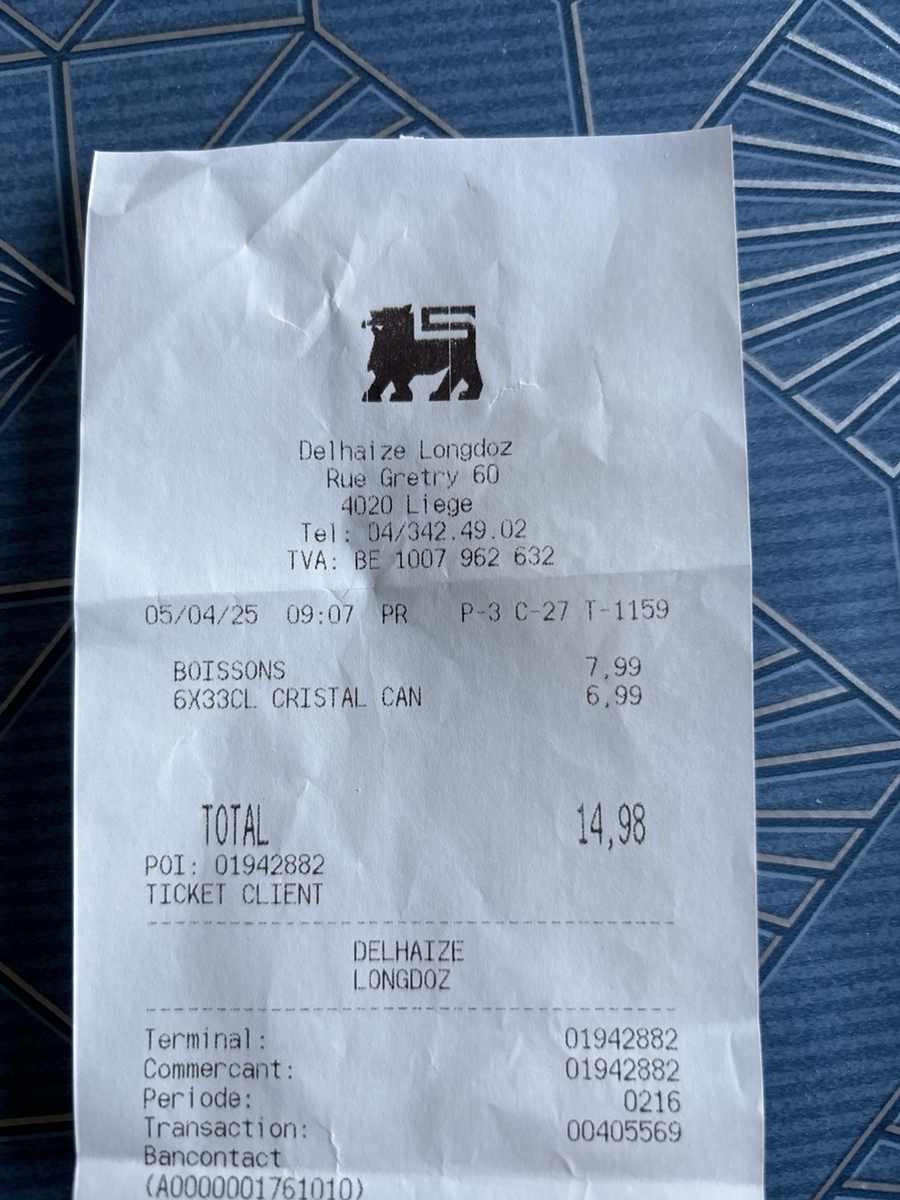 Delhaize Longdoz
Rue Gretry 60
4020 Liege
Tel: 04/342.49.02
TVA: BE 1007 962 632
05/04/25 09:07 PR P-3 C-27 T-1159
BOISSONS 7,99
6X33CL CRISTAL CAN 6,99
TOTAL 14,98
POI: 01942882
TICKET CLIENT
DELHAIZE
LONGDOZ
Terminal: 01942882
Commercant: 01942882
Periode: 0216
Transaction: 00405569
Bancontact
(A0000001761010)